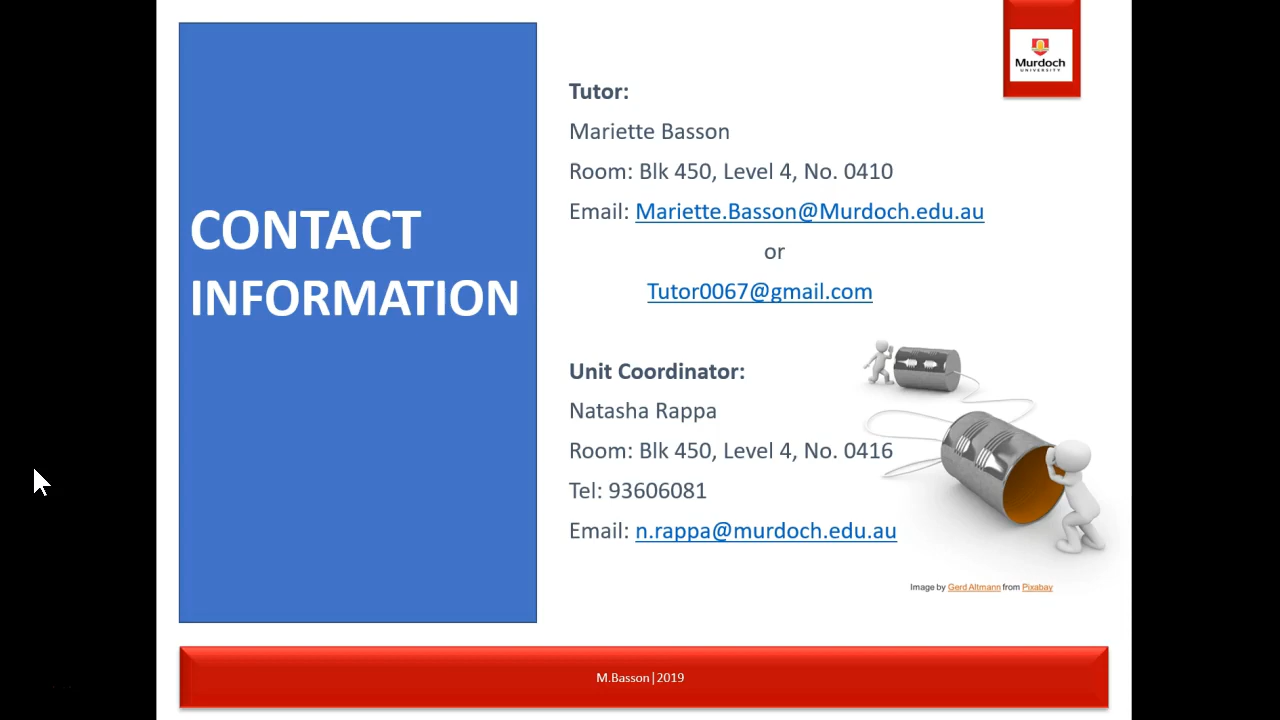 Murdoch
UNIVERSITY
CONTACT
INFORMATION
Tutor:
Mariette Basson
Room: Blk 450, Level 4, No. 0410
Email: Mariette.Basson@Murdoch.edu.au
or
Tutor0067@gmail.com
Unit Coordinator:
Natasha Rappa
Room: Blk 450, Level 4, No. 0416
Tel: 93606081
Email: n.rappa@murdoch.edu.au
Image by Gerd Altmann from Pixabay
M.Basson|2019